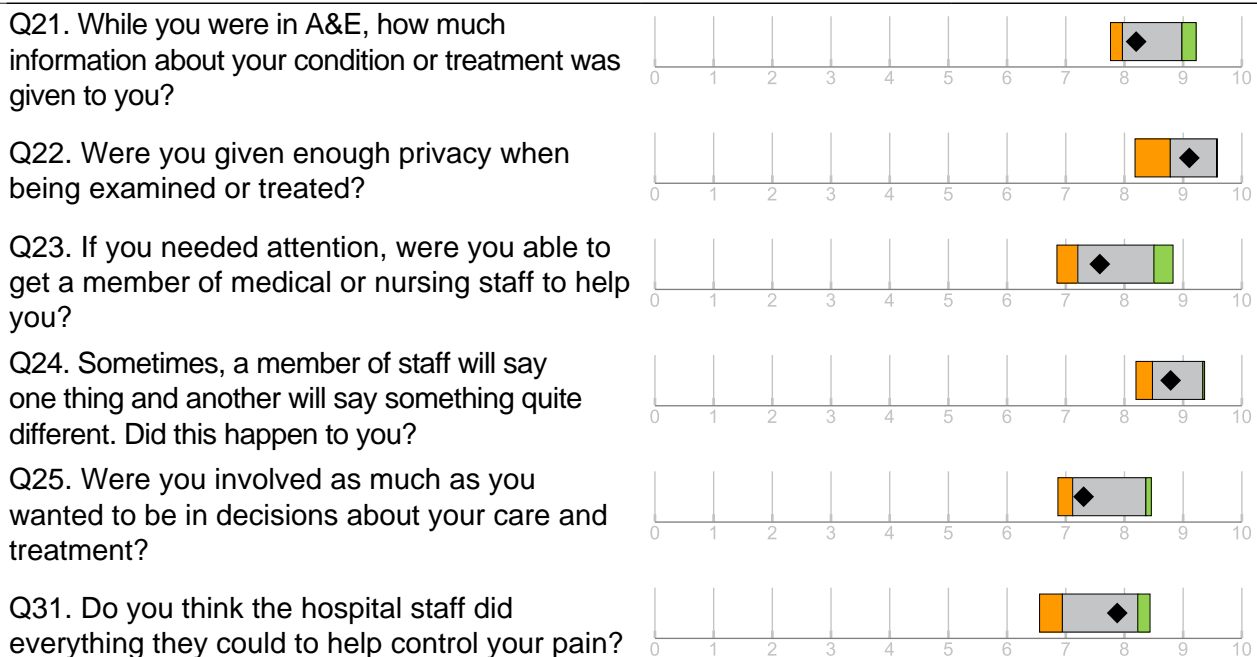 Q21. While you were in A&E, how much
information about your condition or treatment was
given to you?
0 1 2 3 4 5 6 7 8 9 10
Q22. Were you given enough privacy when
being examined or treated?
0 1 2 3 4 5 6 7 8 9 10
Q23. If you needed attention, were you able to
get a member of medical or nursing staff to help
you?
0 1 2 3 4 5 6 7 8 9 10
Q24. Sometimes, a member of staff will say
one thing and another will say something quite
different. Did this happen to you?
0 1 2 3 4 5 6 7 8 9 10
Q25. Were you involved as much as you
wanted to be in decisions about your care and
treatment?
0 1 2 3 4 5 6 7 8 9 10
Q31. Do you think the hospital staff did
everything they could to help control your pain?
0 1 2 3 4 5 6 7 8 9 10